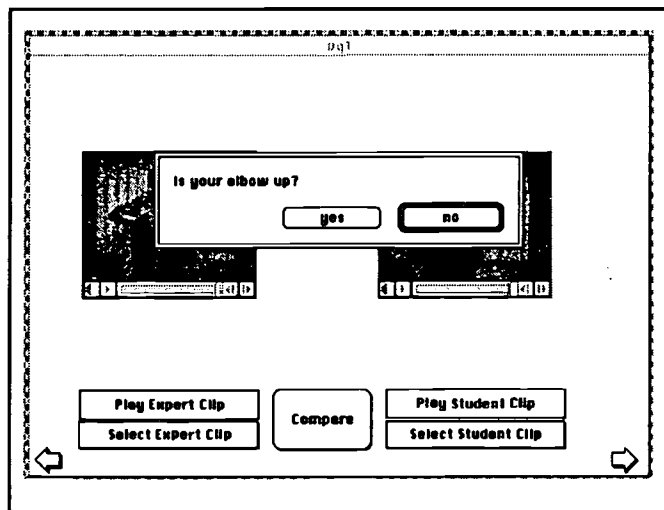 Is your elbow up?
yes no
Play Expert Clip
Select Expert Clip
Compare
Play Student Clip
Select Student Clip